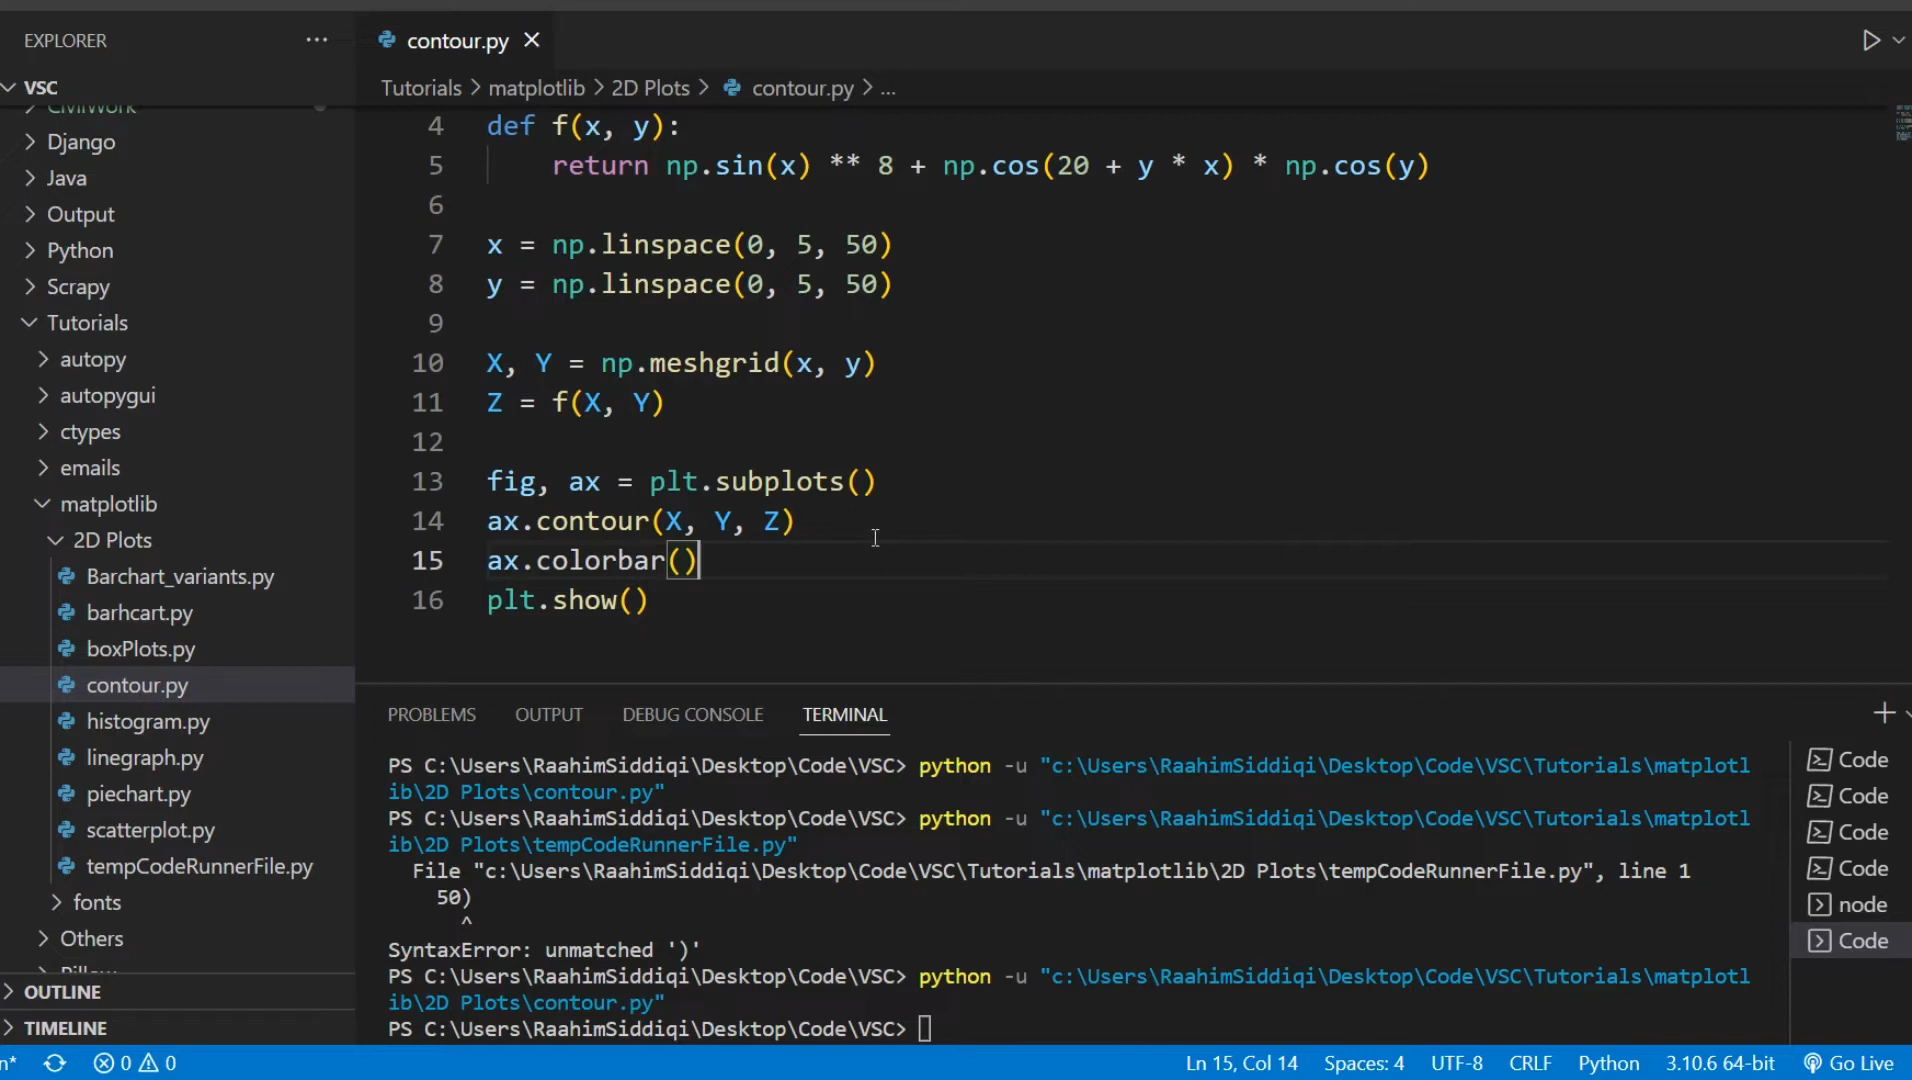 EXPLORER
···
contour.py
VSC
Tutorials > matplotlib > 2D Plots > contour.py > ...
CivilWork
Django
Java
Output
Python
Scrapy
Tutorials
autopy
autopygui
ctypes
emails
matplotlib
2D Plots
Barchart_variants.py
barhcart.py
boxPlots.py
contour.py
histogram.py
linegraph.py
piechart.py
scatterplot.py
tempCodeRunnerFile.py
fonts
Others
Pillow
OUTLINE
TIMELINE
4 def f(x, y):
5 return np.sin(x) ** 8 + np.cos(20 + y * x) * np.cos(y)
6
7 x = np.linspace(0, 5, 50)
8 y = np.linspace(0, 5, 50)
9
10 X, Y = np.meshgrid(x, y)
11 Z = f(X, Y)
12
13 fig, ax = plt.subplots()
14 ax.contour(X, Y, Z)
15 ax.colorbar()
16 plt.show()
PROBLEMS OUTPUT DEBUG CONSOLE TERMINAL
PS C:\Users\RaahimSiddiqi\Desktop\Code\VSC> python -u "c:\Users\RaahimSiddiqi\Desktop\Code\VSC\Tutorials\matplotl
ib\2D Plots\contour.py"
PS C:\Users\RaahimSiddiqi\Desktop\Code\VSC> python -u "c:\Users\RaahimSiddiqi\Desktop\Code\VSC\Tutorials\matplotl
ib\2D Plots\tempCodeRunnerFile.py"
File "c:\Users\RaahimSiddiqi\Desktop\Code\VSC\Tutorials\matplotlib\2D Plots\tempCodeRunnerFile.py", line 1
50)
^
SyntaxError: unmatched ')'
PS C:\Users\RaahimSiddiqi\Desktop\Code\VSC> python -u "c:\Users\RaahimSiddiqi\Desktop\Code\VSC\Tutorials\matplotl
ib\2D Plots\contour.py"
PS C:\Users\RaahimSiddiqi\Desktop\Code\VSC>
Code
Code
Code
Code
node
Code
n* 0 0 Ln 15, Col 14 Spaces: 4 UTF-8 CRLF Python 3.10.6 64-bit Go Live